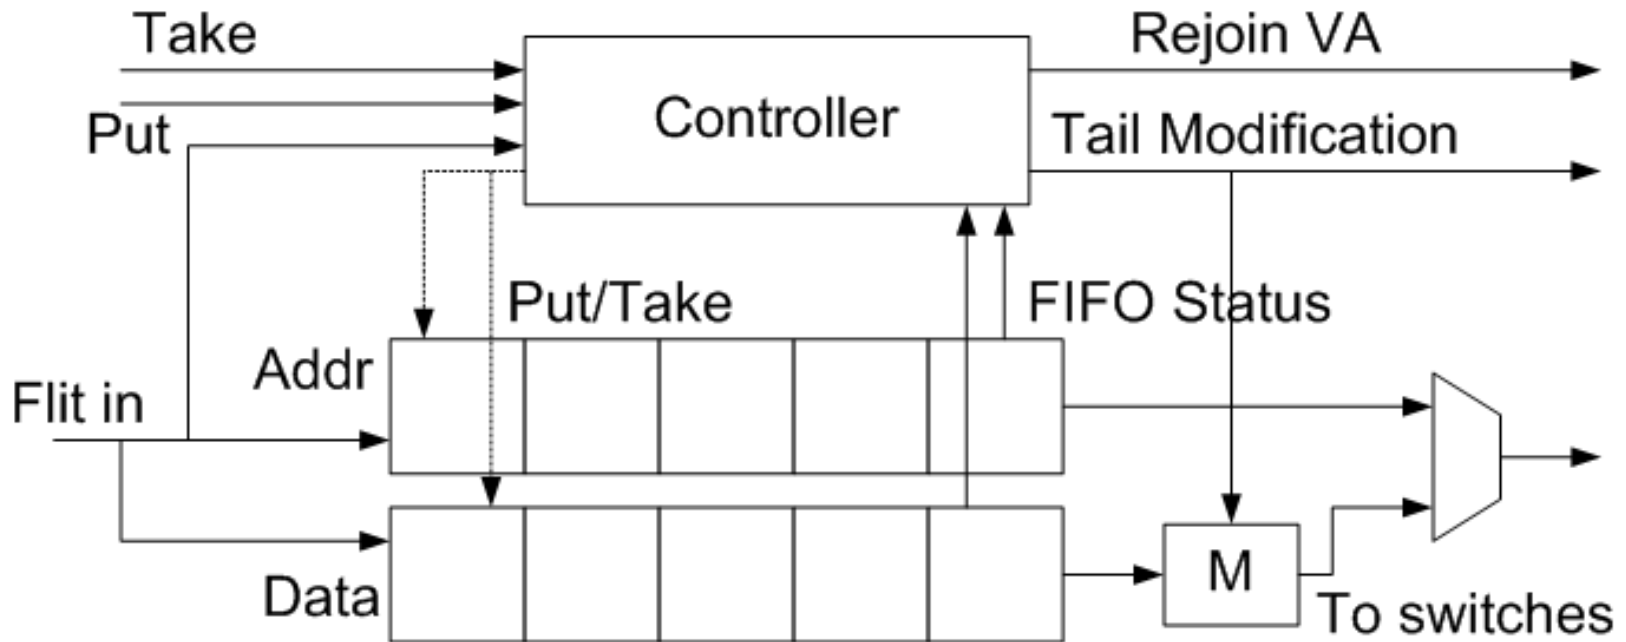 Take
Rejoin VA
Controller
Put
Tail Modification
Put/Take
FIFO Status
Addr
Flit in
M
Data
To switches